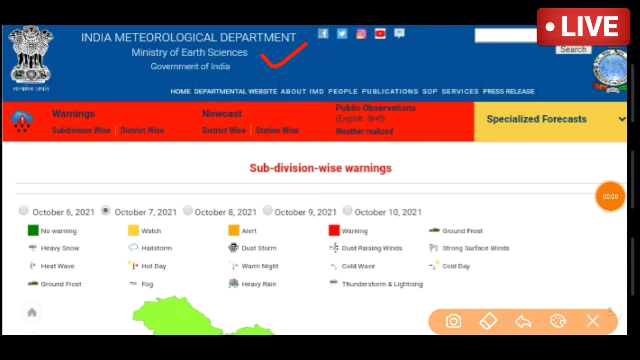 LIVE
INDIA METEOROLOGICAL DEPARTMENT
Ministry of Earth Sciences
Government of India
सत्यमेव जयते
Search
HOME DEPARTMENTAL WEBSITE ABOUT IMD PEOPLE PUBLICATIONS SOP SERVICES PRESS RELEASE
Warnings
Subdivision Wise | District Wise
Nowcast
District Wise | Station Wise
Public Observations
(English हिन्दी)
Weather realized
Specialized Forecasts
Sub-division-wise warnings
00:00
October 6, 2021 October 7, 2021 October 8, 2021 October 9, 2021 October 10, 2021
No warning Watch Alert Warning Ground Frost
Heavy Snow Hailstorm Dust Storm Dust Raising Winds Strong Surface Winds
Heat Wave Hot Day Warm Night Cold Wave Cold Day
Ground Frost Fog Heavy Rain Thunderstorm & Lightning